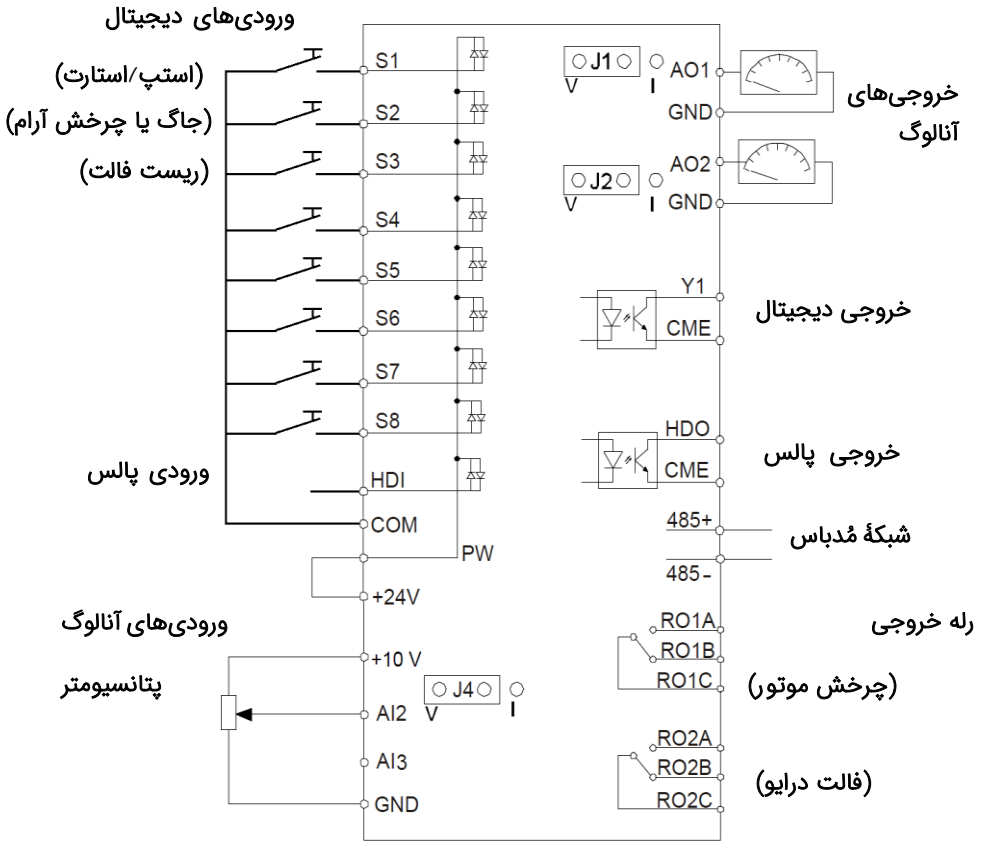 ورودی‌های دیجیتال
S1
(استپ/استارت)
S2
(جاگ یا چرخش آرام)
S3
(ریست فالت)
S4
S5
S6
S7
S8
HDI
ورودی پالس
COM
PW
+24V
ورودی‌های آنالوگ
+10 V
پتانسیومتر
J4
V
I
AI2
AI3
GND
J1
V
I
AO1
GND
خروجی‌های
آنالوگ
J2
V
I
AO2
GND
Y1
CME
خروجی دیجیتال
HDO
CME
خروجی پالس
485+
485-
شبکهٔ مُدباس
رله خروجی
RO1A
RO1B
RO1C
(چرخش موتور)
RO2A
RO2B
RO2C
(فالت درایو)